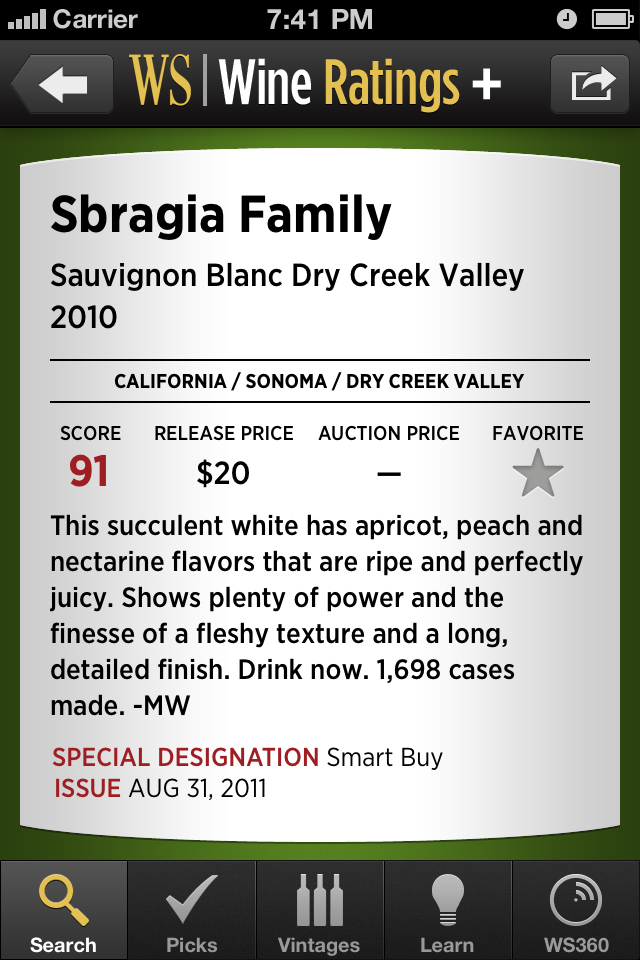 Carrier 7:41 PM
WS | Wine Ratings +
Sbragia Family
Sauvignon Blanc Dry Creek Valley
2010
CALIFORNIA / SONOMA / DRY CREEK VALLEY
SCORE RELEASE PRICE AUCTION PRICE FAVORITE
91 $20 –
This succulent white has apricot, peach and
nectarine flavors that are ripe and perfectly
juicy. Shows plenty of power and the
finesse of a fleshy texture and a long,
detailed finish. Drink now. 1,698 cases
made. -MW
SPECIAL DESIGNATION Smart Buy
ISSUE AUG 31, 2011
Search Picks Vintages Learn WS360